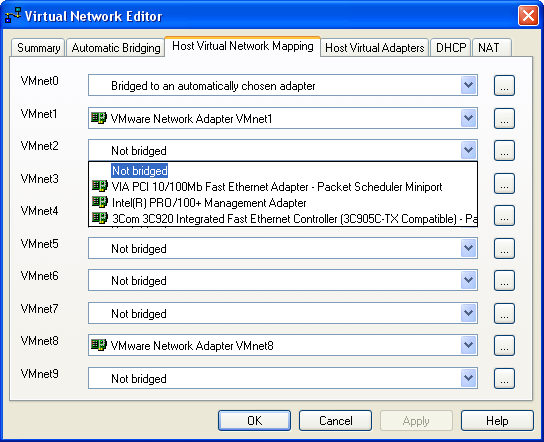 Virtual Network Editor
Summary Automatic Bridging Host Virtual Network Mapping Host Virtual Adapters DHCP NAT
VMnet0 Bridged to an automatically chosen adapter ...
VMnet1 VMware Network Adapter VMnet1 ...
VMnet2 Not bridged ...
Not bridged
VMnet3 VIA PCI 10/100Mb Fast Ethernet Adapter - Packet Scheduler Miniport ...
Intel(R) PRO/100+ Management Adapter
VMnet4 3Com 3C920 Integrated Fast Ethernet Controller (3C905C-TX Compatible) - Pa ...
VMnet5 Not bridged ...
VMnet6 Not bridged ...
VMnet7 Not bridged ...
VMnet8 VMware Network Adapter VMnet8 ...
VMnet9 Not bridged ...
OK Cancel Apply Help